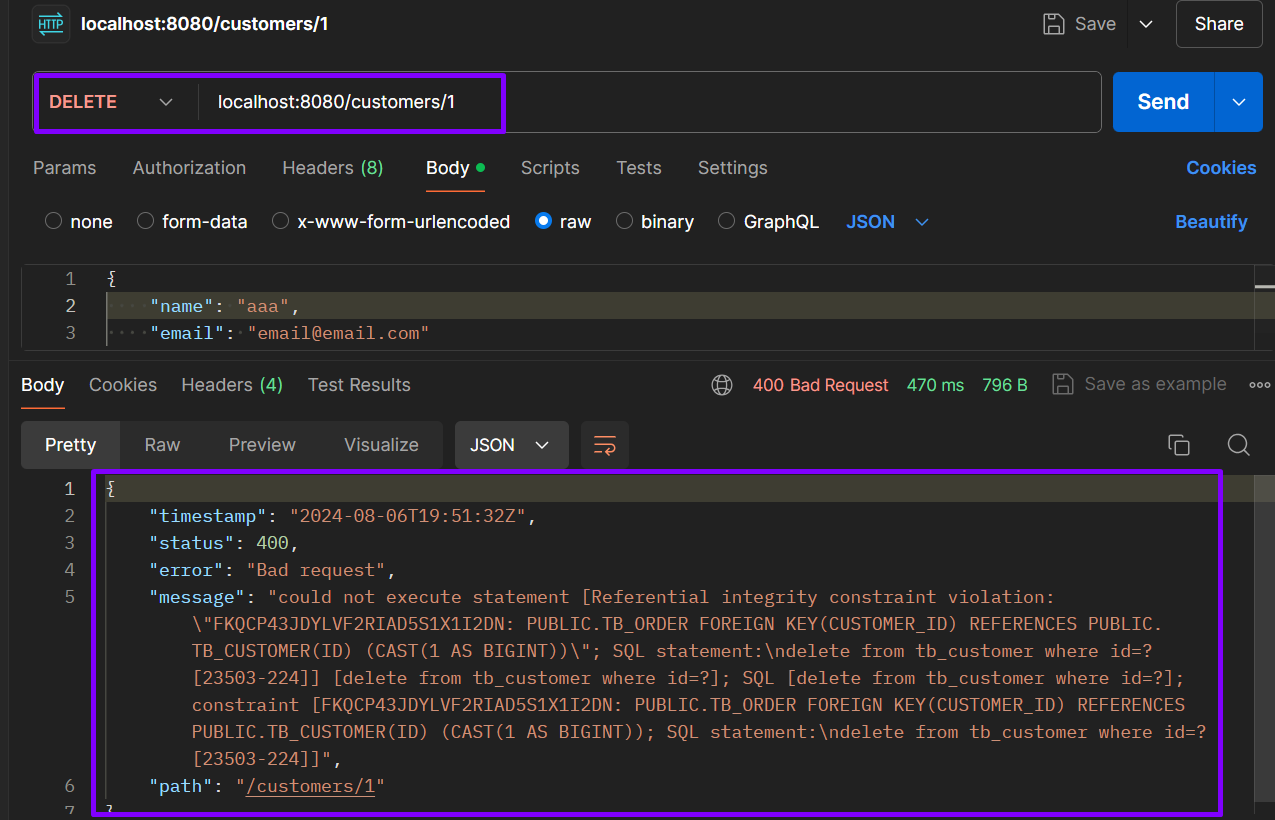 HTTP localhost:8080/customers/1 Save Share
DELETE localhost:8080/customers/1 Send
Params Authorization Headers (8) Body Scripts Tests Settings Cookies
none form-data x-www-form-urlencoded raw binary GraphQL JSON Beautify
1 {
2 "name": "aaa",
3 "email": "email@email.com"
Body Cookies Headers (4) Test Results 400 Bad Request 470 ms 796 B Save as example
Pretty Raw Preview Visualize JSON
1 {
2 "timestamp": "2024-08-06T19:51:32Z",
3 "status": 400,
4 "error": "Bad request",
5 "message": "could not execute statement [Referential integrity constraint violation:
\"FKQCP43JDYLVF2RIAD5S1X1I2DN: PUBLIC.TB_ORDER FOREIGN KEY(CUSTOMER_ID) REFERENCES PUBLIC.
TB_CUSTOMER(ID) (CAST(1 AS BIGINT))\"; SQL statement:\ndelete from tb_customer where id=?
[23503-224]] [delete from tb_customer where id=?]; SQL [delete from tb_customer where id=?];
constraint [FKQCP43JDYLVF2RIAD5S1X1I2DN: PUBLIC.TB_ORDER FOREIGN KEY(CUSTOMER_ID) REFERENCES
PUBLIC.TB_CUSTOMER(ID) (CAST(1 AS BIGINT)); SQL statement:\ndelete from tb_customer where id=?
[23503-224]]",
6 "path": "/customers/1"
7 }